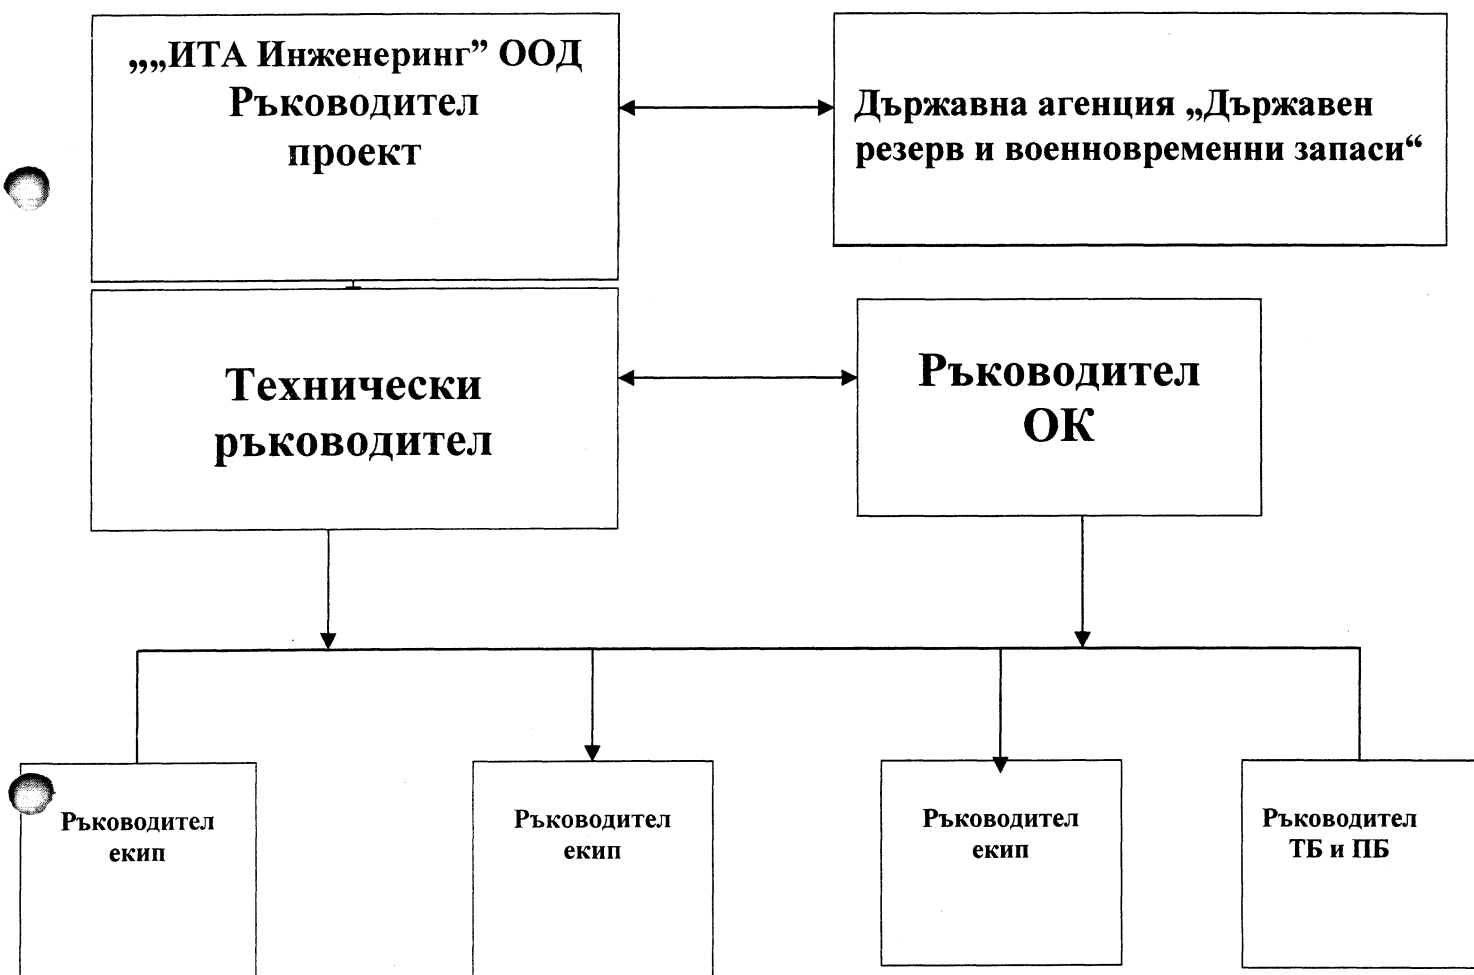 „„ИТА Инженеринг” ООД
Ръководител
проект
Държавна агенция „Държавен
резерв и военновременни запаси“
Технически
ръководител
Ръководител
ОК
Ръководител
екип
Ръководител
екип
Ръководител
екип
Ръководител
ТБ и ПБ